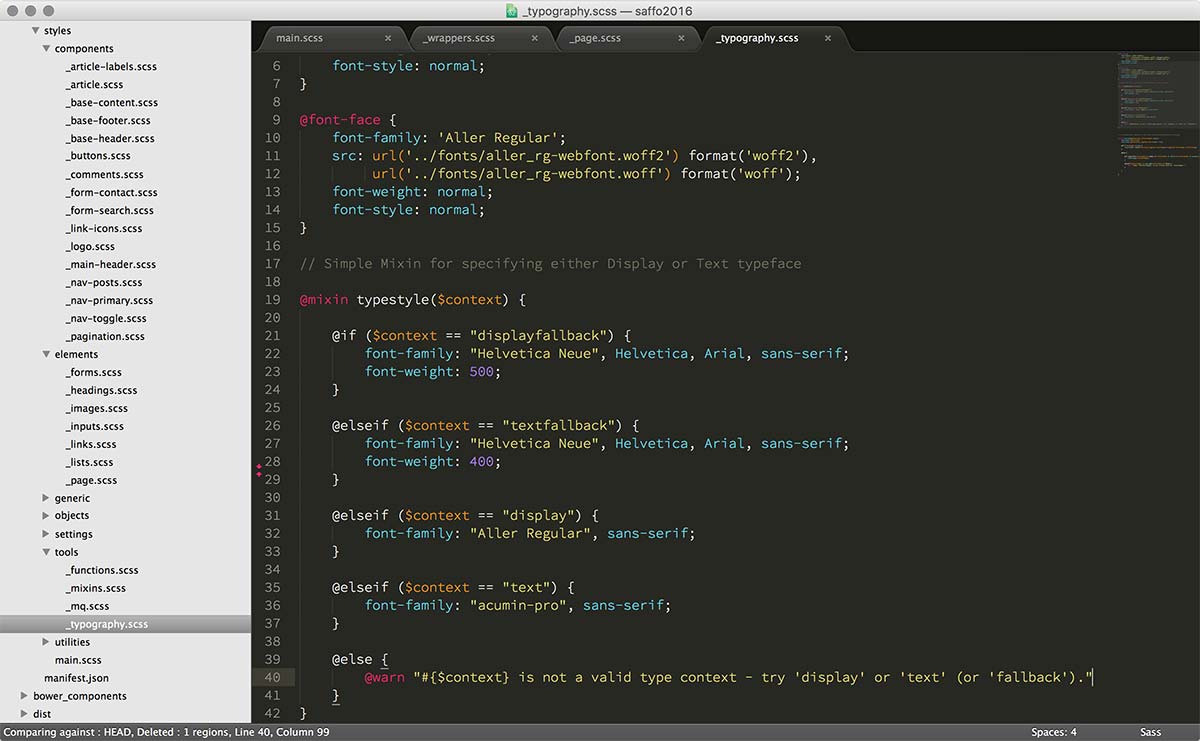 _typography.scss — saffo2016
styles
components
_article-labels.scss
_article.scss
_base-content.scss
_base-footer.scss
_base-header.scss
_buttons.scss
_comments.scss
_form-contact.scss
_form-search.scss
_link-icons.scss
_logo.scss
_main-header.scss
_nav-posts.scss
_nav-primary.scss
_nav-toggle.scss
_pagination.scss
elements
_forms.scss
_headings.scss
_images.scss
_inputs.scss
_links.scss
_lists.scss
_page.scss
generic
objects
settings
tools
_functions.scss
_mixins.scss
_mq.scss
_typography.scss
utilities
main.scss
manifest.json
bower_components
dist
main.scss × _wrappers.scss × _page.scss × _typography.scss ×
6 font-style: normal;
7 }
8
9 @font-face {
10 font-family: 'Aller Regular';
11 src: url('../fonts/aller_rg-webfont.woff2') format('woff2'),
12 url('../fonts/aller_rg-webfont.woff') format('woff');
13 font-weight: normal;
14 font-style: normal;
15 }
16
17 // Simple Mixin for specifying either Display or Text typeface
18
19 @mixin typestyle($context) {
20
21 @if ($context == "displayfallback") {
22 font-family: "Helvetica Neue", Helvetica, Arial, sans-serif;
23 font-weight: 500;
24 }
25
26 @elseif ($context == "textfallback") {
27 font-family: "Helvetica Neue", Helvetica, Arial, sans-serif;
28 font-weight: 400;
29 }
30
31 @elseif ($context == "display") {
32 font-family: "Aller Regular", sans-serif;
33 }
34
35 @elseif ($context == "text") {
36 font-family: "acumin-pro", sans-serif;
37 }
38
39 @else {
40 @warn "#{$context} is not a valid type context - try 'display' or 'text' (or 'fallback')."
41 }
42 }
Comparing against : HEAD, Deleted : 1 regions, Line 40, Column 99 Spaces: 4 Sass